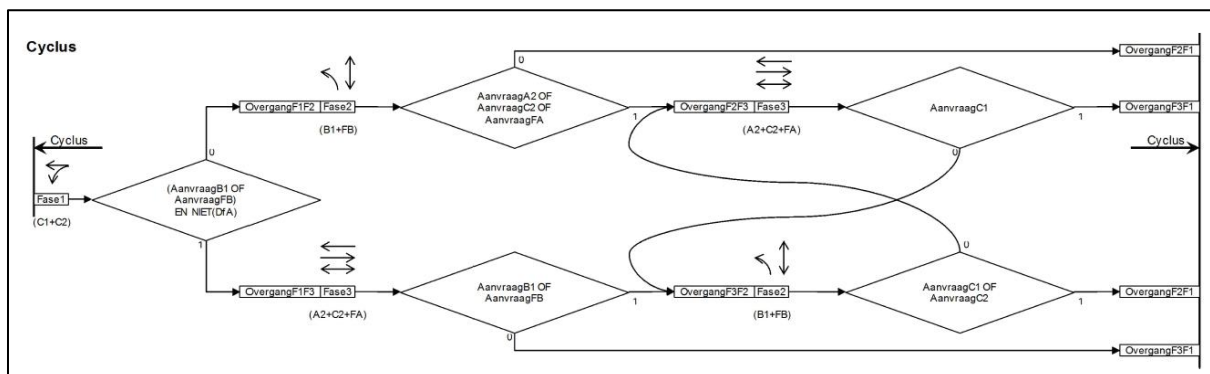 Cyclus
0
OvergangF2F1
OvergangF1F2 Fase2
(B1+FB)
AanvraagA2 OF
AanvraagC2 OF
AanvraagFA
1
OvergangF2F3 Fase3
(A2+C2+FA)
AanvraagC1
1
OvergangF3F1
0
0
Cyclus
Cyclus
Fase1
(C1+C2)
(AanvraagB1 OF
AanvraagFB)
EN NIET(DfA)
1
0
OvergangF1F3 Fase3
(A2+C2+FA)
AanvraagB1 OF
AanvraagFB
1
OvergangF3F2 Fase2
(B1+FB)
AanvraagC1 OF
AanvraagC2
1
OvergangF2F1
0
OvergangF3F1